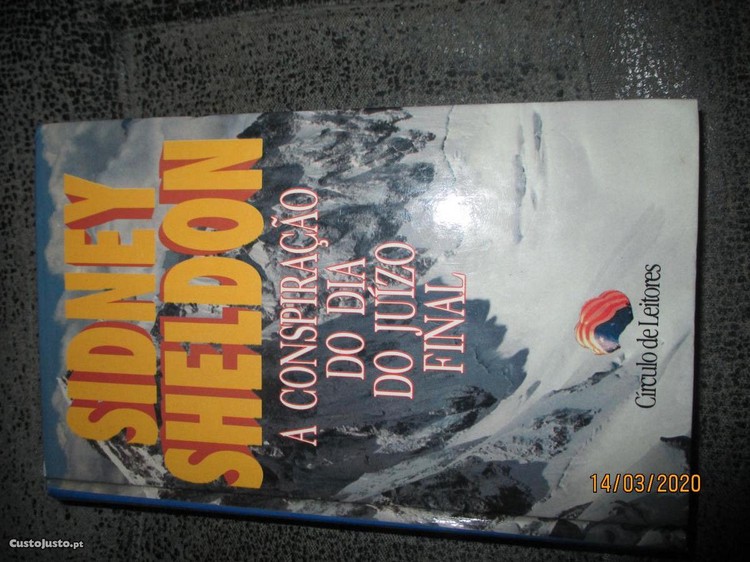 SIDNEY
SHELDON
A CONSPIRAÇÃO
DO DIA
DO JUÍZO
FINAL
Círculo de Leitores
14/03/2020
CustoJusto.pt